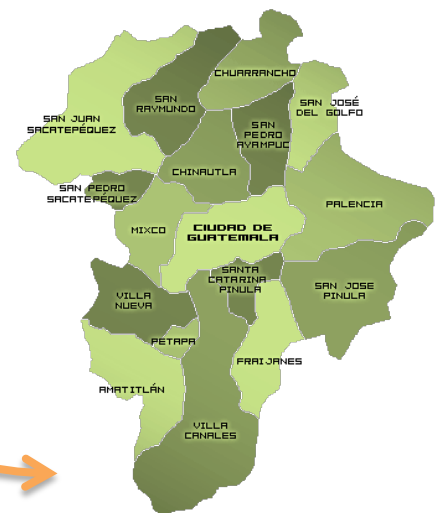 CHUARRANCHO
SAN
RAYMUNDO
SAN JOSÉ
DEL GOLFO
SAN JUAN
SACATEPÉQUEZ
SAN
PEDRO
AYAMPUC
CHINAUTLA
SAN PEDRO
SACATEPÉQUEZ
PALENCIA
MIXCO
CIUDAD DE
GUATEMALA
SANTA
CATARINA
PINULA
SAN JOSE
PINULA
VILLA
NUEVA
PETAPA
FRAIJANES
AMATITLÁN
VILLA
CANALES